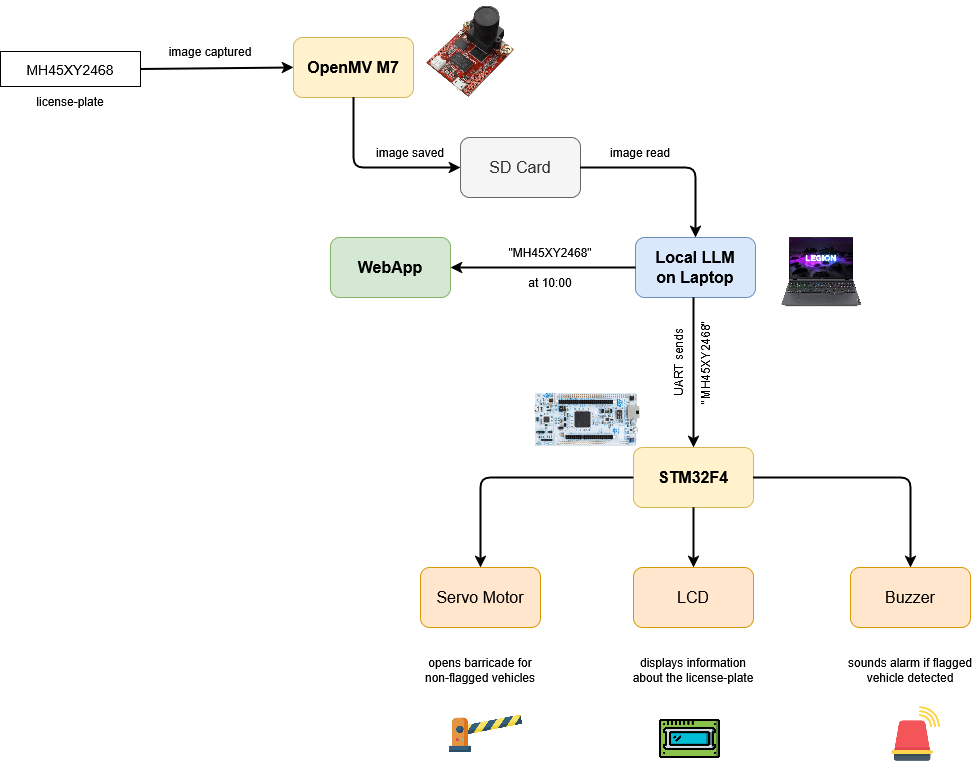 MH45XY2468
license-plate
image captured
OpenMV M7
image saved
SD Card
image read
WebApp
"MH45XY2468"
at 10:00
Local LLM
on Laptop
LEGION
UART sends
"MH45XY2468"
STM32F4
Servo Motor
LCD
Buzzer
opens barricade for
non-flagged vehicles
displays information
about the license-plate
sounds alarm if flagged
vehicle detected